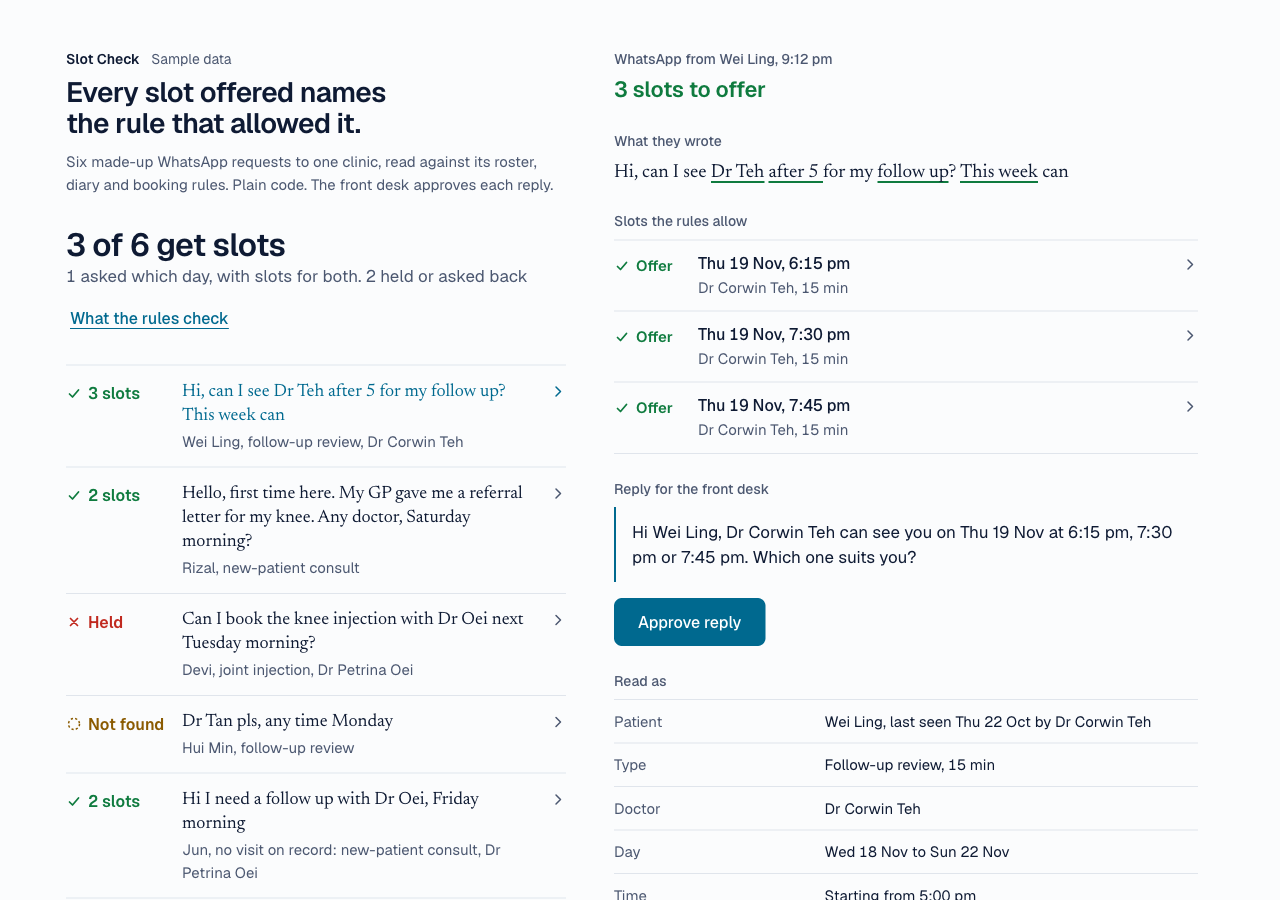 Slot Check Sample data
Every slot offered names
the rule that allowed it.
Six made-up WhatsApp requests to one clinic, read against its roster,
diary and booking rules. Plain code. The front desk approves each reply.
3 of 6 get slots
1 asked which day, with slots for both. 2 held or asked back
What the rules check
3 slots
Hi, can I see Dr Teh after 5 for my follow up?
This week can
Wei Ling, follow-up review, Dr Corwin Teh
2 slots
Hello, first time here. My GP gave me a referral
letter for my knee. Any doctor, Saturday
morning?
Rizal, new-patient consult
Held
Can I book the knee injection with Dr Oei next
Tuesday morning?
Devi, joint injection, Dr Petrina Oei
Not found
Dr Tan pls, any time Monday
Hui Min, follow-up review
2 slots
Hi I need a follow up with Dr Oei, Friday
morning
Jun, no visit on record: new-patient consult, Dr
Petrina Oei
WhatsApp from Wei Ling, 9:12 pm
3 slots to offer
What they wrote
Hi, can I see Dr Teh after 5 for my follow up? This week can
Slots the rules allow
Offer
Thu 19 Nov, 6:15 pm
Dr Corwin Teh, 15 min
Offer
Thu 19 Nov, 7:30 pm
Dr Corwin Teh, 15 min
Offer
Thu 19 Nov, 7:45 pm
Dr Corwin Teh, 15 min
Reply for the front desk
Hi Wei Ling, Dr Corwin Teh can see you on Thu 19 Nov at 6:15 pm, 7:30
pm or 7:45 pm. Which one suits you?
Approve reply
Read as
Patient Wei Ling, last seen Thu 22 Oct by Dr Corwin Teh
Type Follow-up review, 15 min
Doctor Dr Corwin Teh
Day Wed 18 Nov to Sun 22 Nov
Time Starting from 5:00 pm